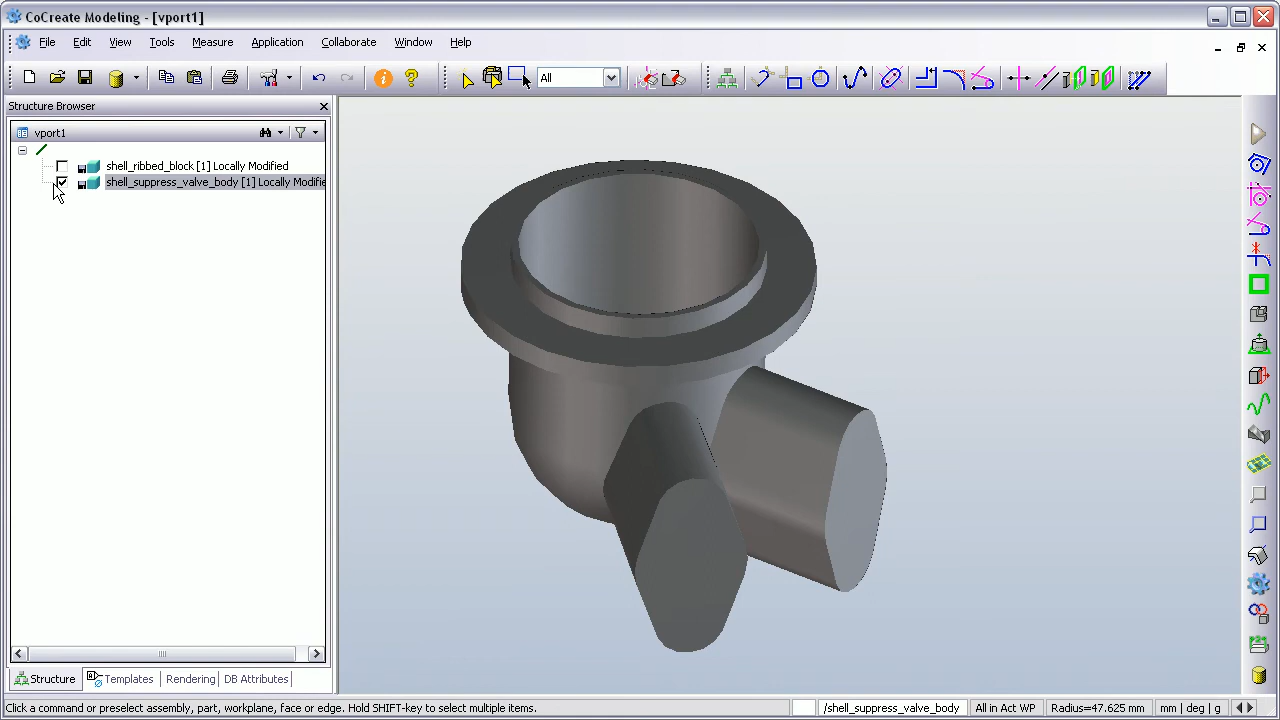 CoCreate Modeling - [vport1]
File Edit View Tools Measure Application Collaborate Window Help
All
Structure Browser
vport1
shell_ribbed_block [1] Locally Modified
shell_suppress_valve_body [1] Locally Modifie
Structure Templates Rendering DB Attributes
Click a command or preselect assembly, part, workplane, face or edge. Hold SHIFT-key to select multiple items.
/shell_suppress_valve_body All in Act WP Radius=47.625 mm mm | deg | g